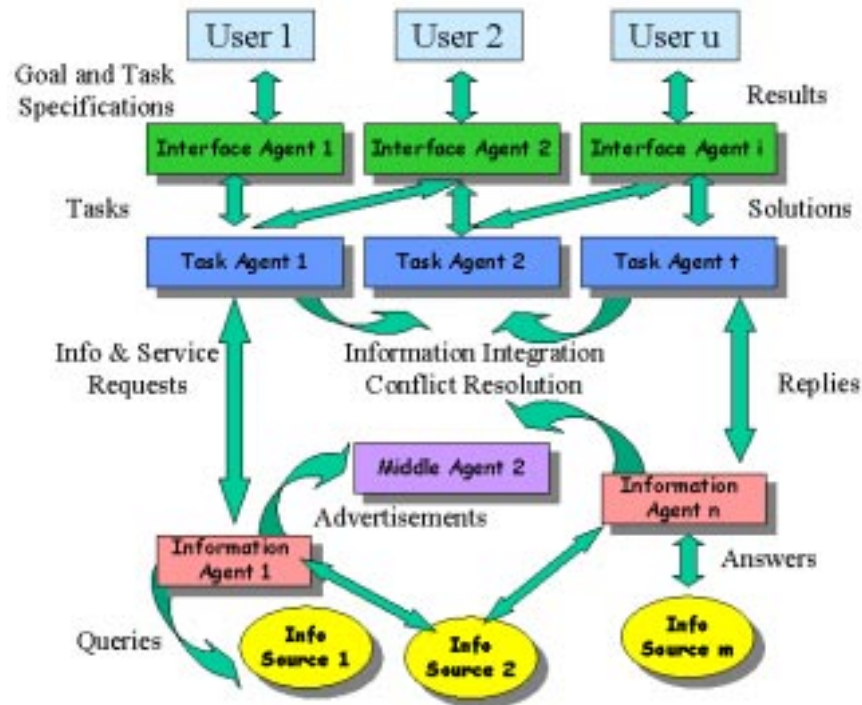 User 1
User 2
User u
Goal and Task
Specifications
Results
Interface Agent 1
Interface Agent 2
Interface Agent i
Tasks
Solutions
Task Agent 1
Task Agent 2
Task Agent t
Info & Service
Requests
Information Integration
Conflict Resolution
Replies
Middle Agent 2
Information
Agent n
Advertisements
Information
Agent 1
Answers
Queries
Info
Source 1
Info
Source 2
Info
Source m